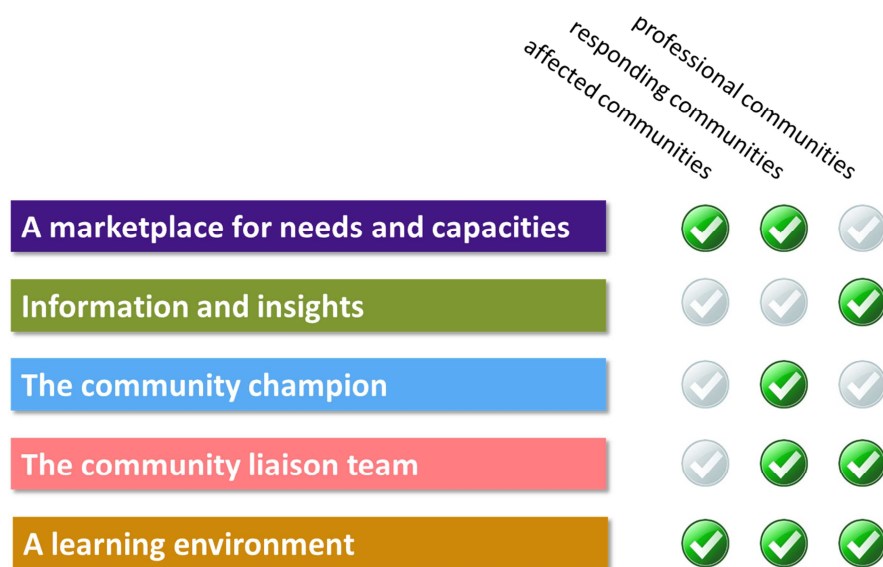 affected communities
responding communities
professional communities
A marketplace for needs and capacities
Information and insights
The community champion
The community liaison team
A learning environment